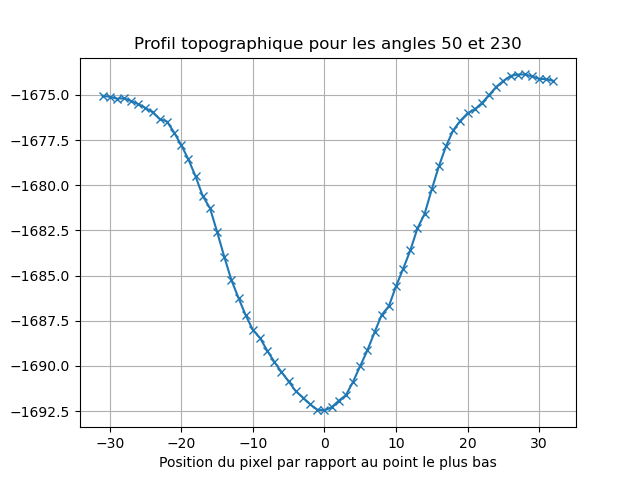 Profil topographique pour les angles 50 et 230
−1675.0
−1677.5
−1680.0
−1682.5
−1685.0
−1687.5
−1690.0
−1692.5
−30 −20 −10 0 10 20 30
Position du pixel par rapport au point le plus bas